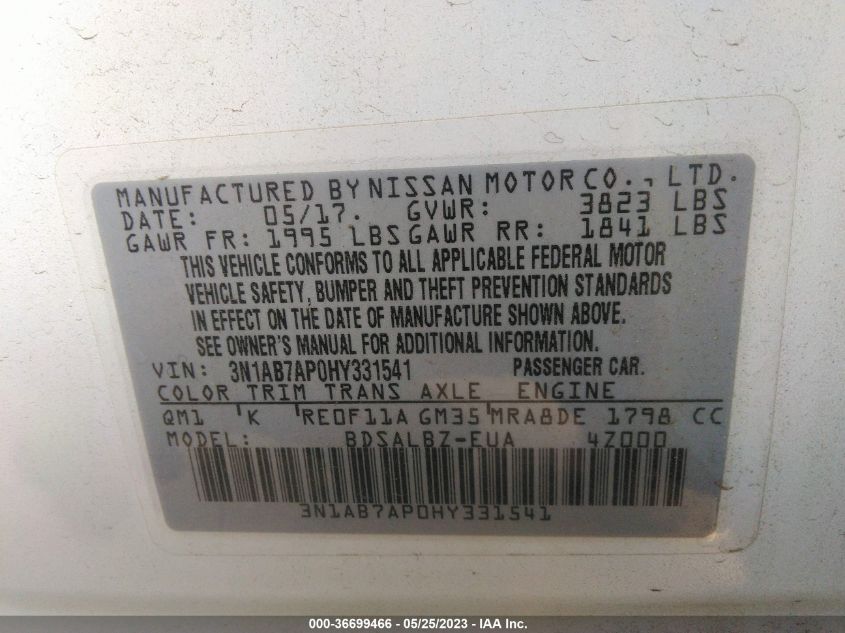 MANUFACTURED BY NISSAN MOTOR CO., LTD.
DATE: 05/17. GVWR: 3823 LBS
GAWR FR: 1995 LBS GAWR RR: 1841 LBS
THIS VEHICLE CONFORMS TO ALL APPLICABLE FEDERAL MOTOR
VEHICLE SAFETY, BUMPER AND THEFT PREVENTION STANDARDS
IN EFFECT ON THE DATE OF MANUFACTURE SHOWN ABOVE.
SEE OWNER'S MANUAL FOR ADDITIONAL INFORMATION.
VIN: 3N1AB7AP0HY331541 PASSENGER CAR.
COLOR TRIM TRANS AXLE ENGINE
QM1 'K 'RE0F11A GM35'MRA8DE 1798 CC
MODEL: BDSALBZ-EUA 4Z000
3N1AB7AP0HY331541
000-36699466 - 05/25/2023 - IAA Inc.